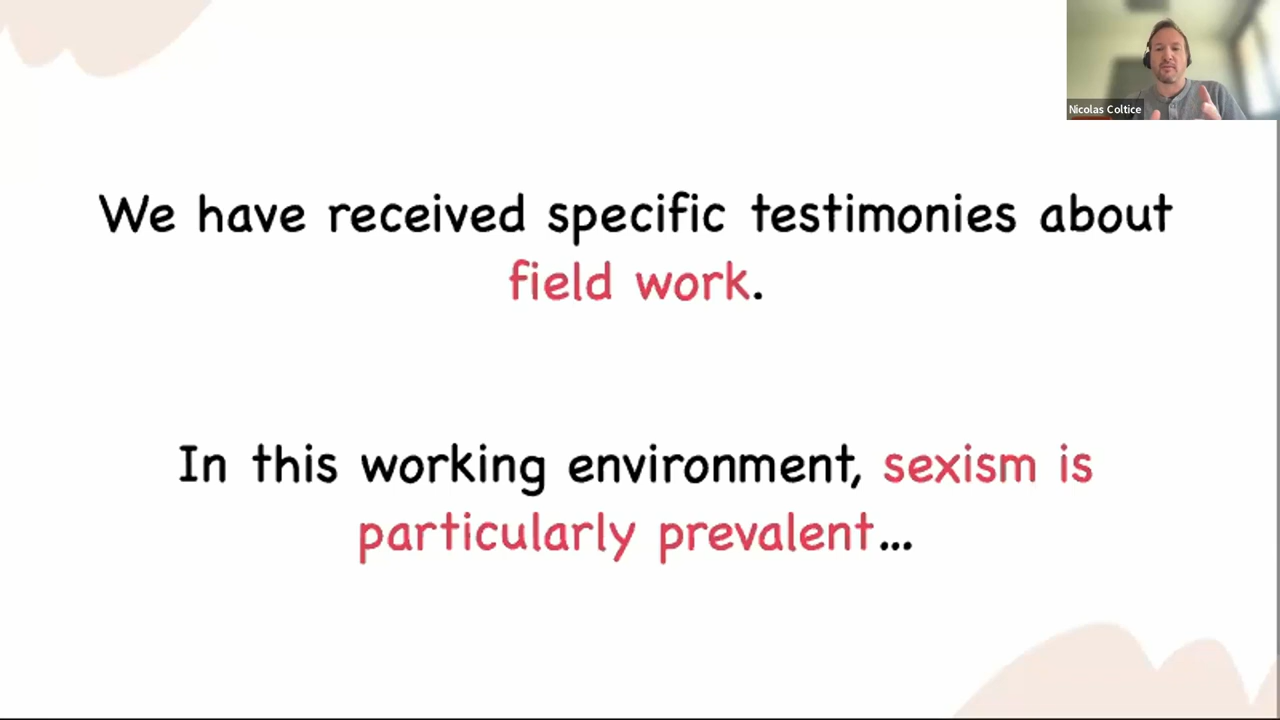 Nicolas Coltice
We have received specific testimonies about
field work.
In this working environment, sexism is
particularly prevalent...